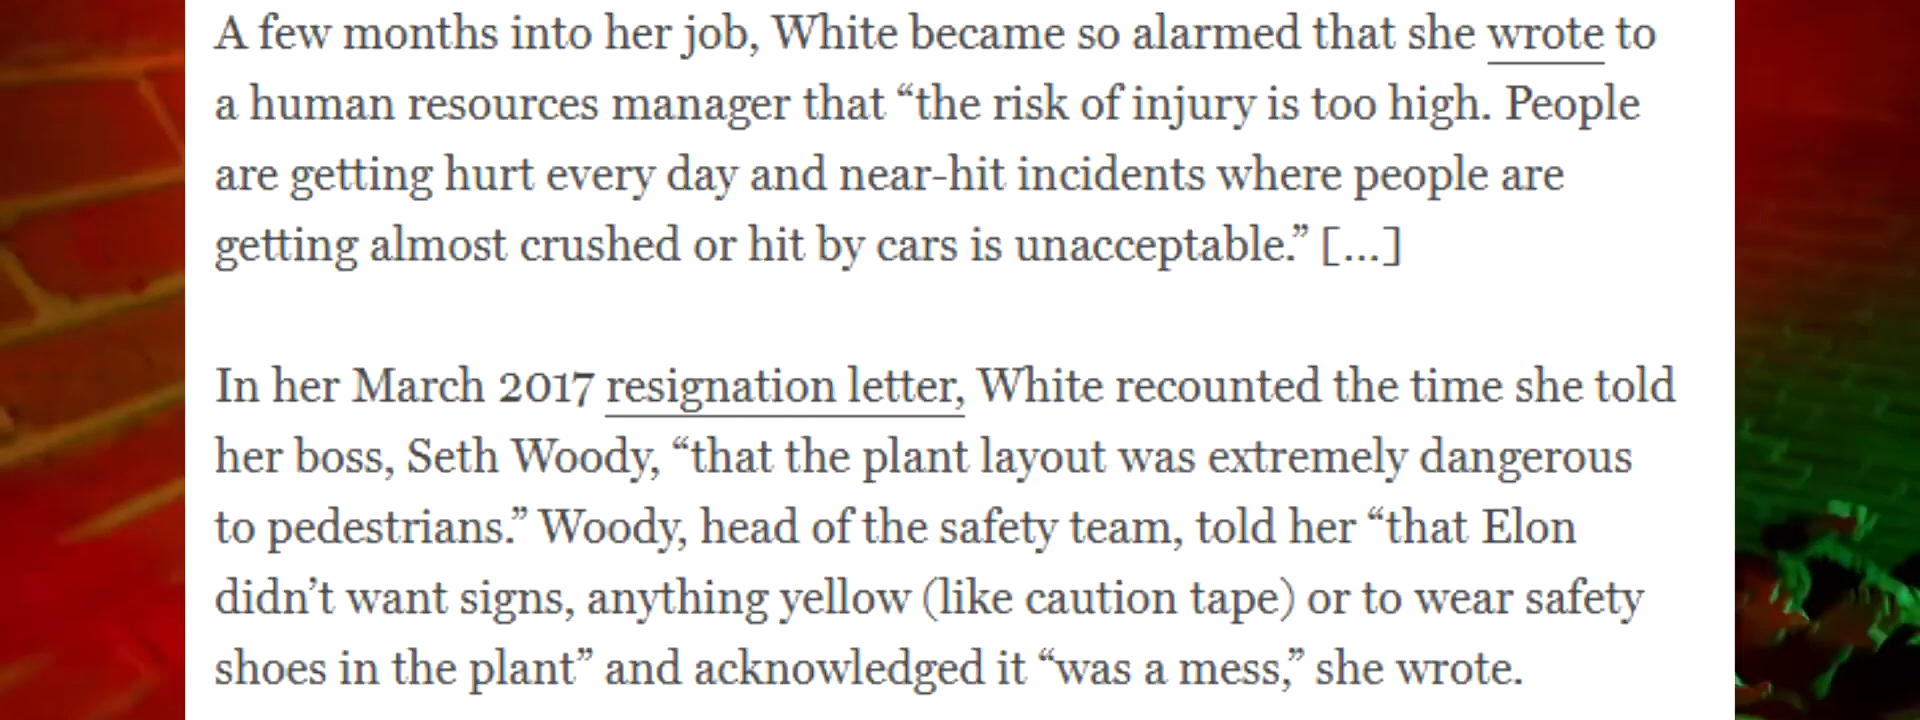 A few months into her job, White became so alarmed that she wrote to
a human resources manager that “the risk of injury is too high. People
are getting hurt every day and near-hit incidents where people are
getting almost crushed or hit by cars is unacceptable.” [...]
In her March 2017 resignation letter, White recounted the time she told
her boss, Seth Woody, “that the plant layout was extremely dangerous
to pedestrians.” Woody, head of the safety team, told her “that Elon
didn’t want signs, anything yellow (like caution tape) or to wear safety
shoes in the plant” and acknowledged it “was a mess,” she wrote.